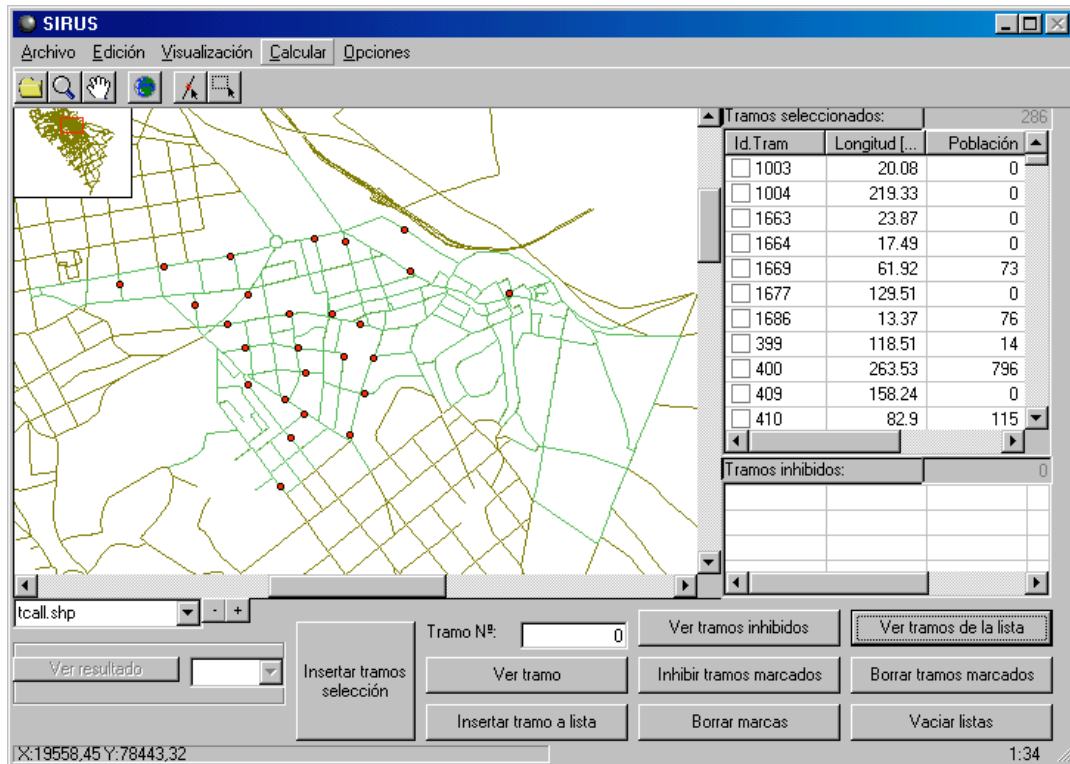 SIRUS
Archivo Edición Visualización Calcular Opciones
Tramos seleccionados: 286
Id.Tram Longitud [... Población
1003 20.08 0
1004 219.33 0
1663 23.87 0
1664 17.49 0
1669 61.92 73
1677 129.51 0
1686 13.37 76
399 118.51 14
400 263.53 796
409 158.24 0
410 82.9 115
Tramos inhibidos: 0
tcall.shp - +
Ver resultado
Insertar tramos selección
Tramo Nº: 0
Ver tramo
Insertar tramo a lista
Ver tramos inhibidos
Inhibir tramos marcados
Borrar marcas
Ver tramos de la lista
Borrar tramos marcados
Vaciar listas
X:19558,45 Y:78443,32
1:34